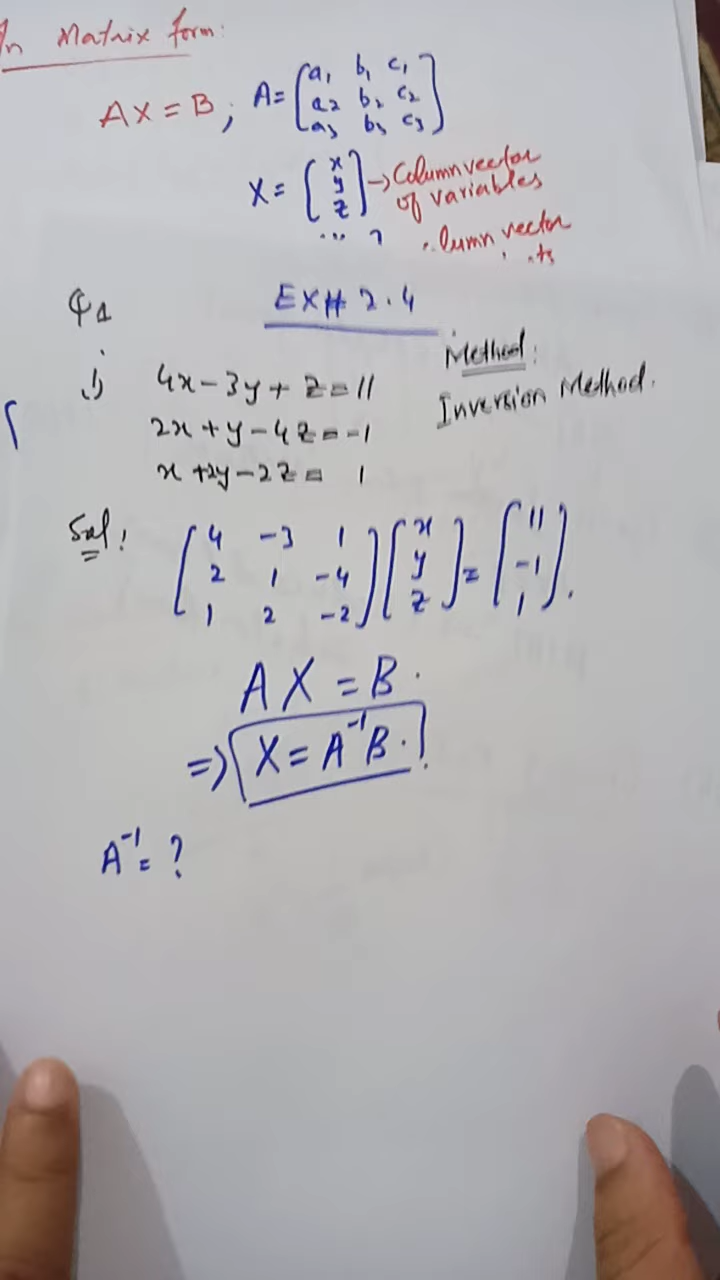 In Matrix form:
AX = B ; A = [a₁ b₁ c₁
a₂ b₂ c₂
a₃ b₃ c₃]
X = [x
y
z] → Column vector
of variables
lumn vector
ts
Q1 EX# 2.4
i) 4x - 3y + z = 11
2x + y - 4z = -1
x + 2y - 2z = 1
Method:
Inversion Method.
Sol: [4 -3 1
2 1 -4
1 2 -2] [x
y
z] = [11
-1
1].
AX = B.
⇒ X = A⁻¹B.
A⁻¹ = ?